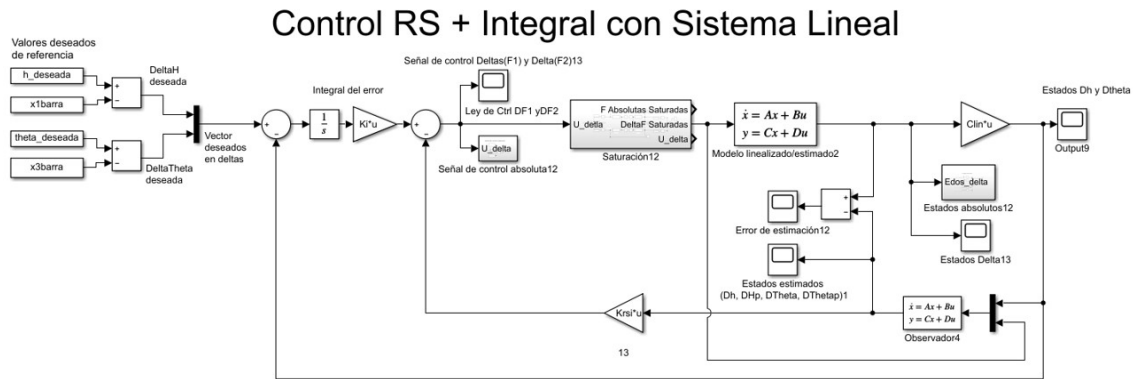 Control RS + Integral con Sistema Lineal
Valores deseados
de referencia
h_deseada
x1barra
theta_deseada
x3barra
+
−
DeltaH
deseada
+
−
DeltaTheta
deseada
Vector
deseados
en deltas
+
−
Integral del error
1
s
Ki*u
+
−
Señal de control Deltas(F1) y Delta(F2)13
Ley de Ctrl DF1 yDF2
U_delta
Señal de control absoluta12
U_detla
F Absolutas Saturadas
DeltaF Saturadas
U_delta
Saturación12
ẋ = Ax + Bu
y = Cx + Du
Modelo linealizado/estimado2
Clin*u
Estados Dh y Dtheta
Output9
Edos_delta
Estados absolutos12
Estados Delta13
+
−
Error de estimación12
Estados estimados
(Dh, DHp, DTheta, DThetap)1
Krsi*u
ẋ = Ax + Bu
y = Cx + Du
Observador4
13